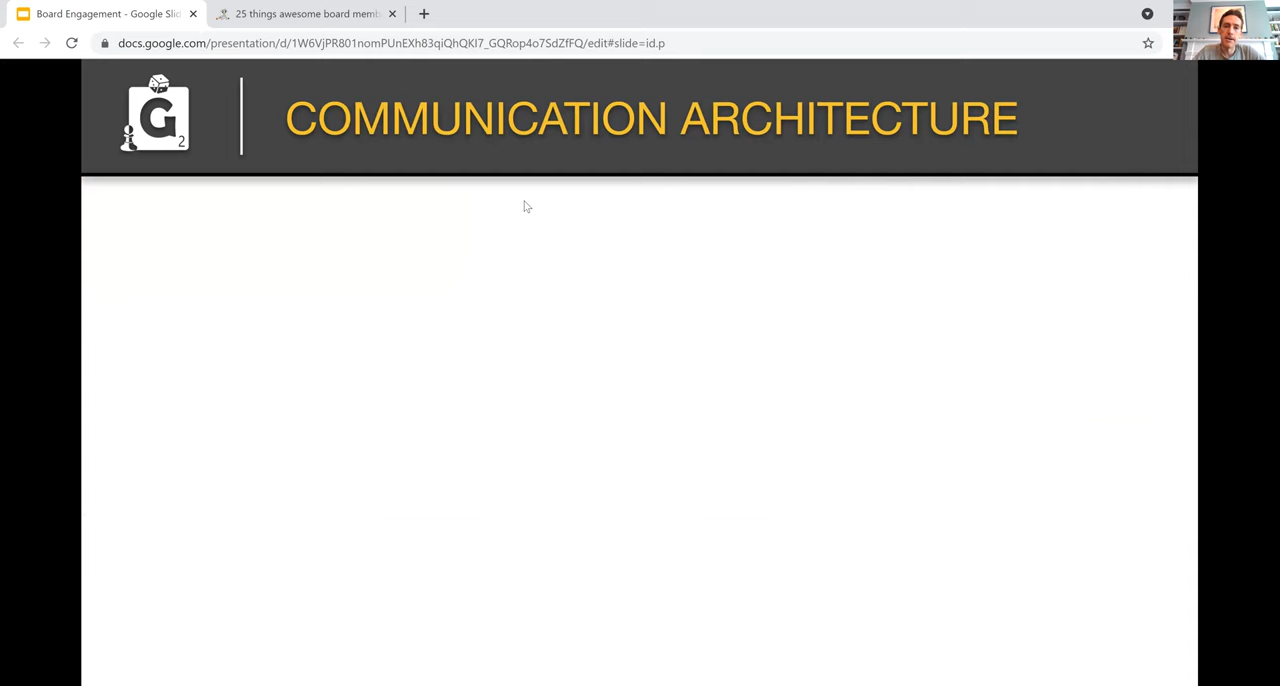 Board Engagement - Google Slid
25 things awesome board memb
docs.google.com/presentation/d/1W6VjPR801nomPUnEXh83qiQhQKI7_GQRop4o7SdZfFQ/edit#slide=id.p
G
2
COMMUNICATION ARCHITECTURE